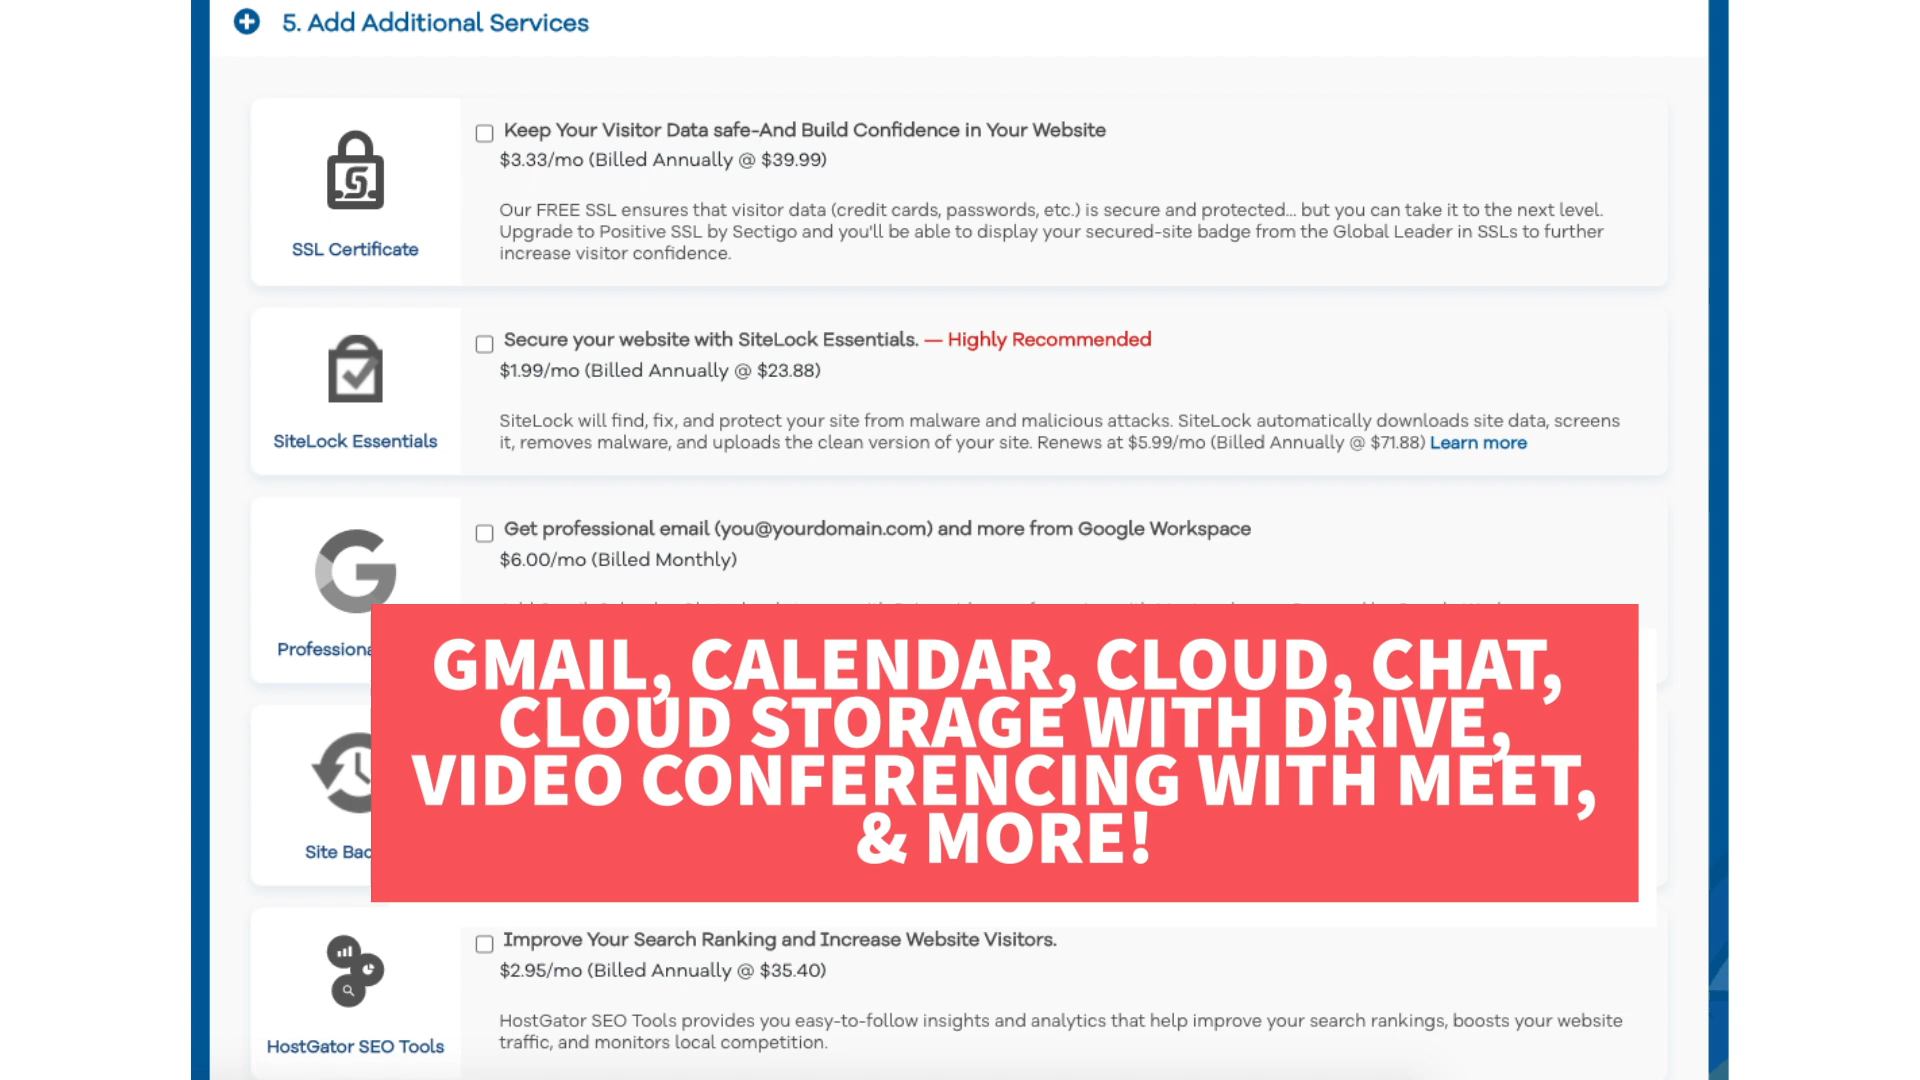 5. Add Additional Services
Keep Your Visitor Data safe-And Build Confidence in Your Website
$3.33/mo (Billed Annually @ $39.99)
Our FREE SSL ensures that visitor data (credit cards, passwords, etc.) is secure and protected... but you can take it to the next level.
Upgrade to Positive SSL by Sectigo and you'll be able to display your secured-site badge from the Global Leader in SSLs to further
increase visitor confidence.
SSL Certificate
Secure your website with SiteLock Essentials. — Highly Recommended
$1.99/mo (Billed Annually @ $23.88)
SiteLock will find, fix, and protect your site from malware and malicious attacks. SiteLock automatically downloads site data, screens
it, removes malware, and uploads the clean version of your site. Renews at $5.99/mo (Billed Annually @ $71.88) Learn more
SiteLock Essentials
Get professional email (you@yourdomain.com) and more from Google Workspace
$6.00/mo (Billed Monthly)
GMAIL, CALENDAR, CLOUD, CHAT,
CLOUD STORAGE WITH DRIVE,
VIDEO CONFERENCING WITH MEET,
& MORE!
Site
Improve Your Search Ranking and Increase Website Visitors.
$2.95/mo (Billed Annually @ $35.40)
HostGator SEO Tools provides you easy-to-follow insights and analytics that help improve your search rankings, boosts your website
traffic, and monitors local competition.
HostGator SEO Tools